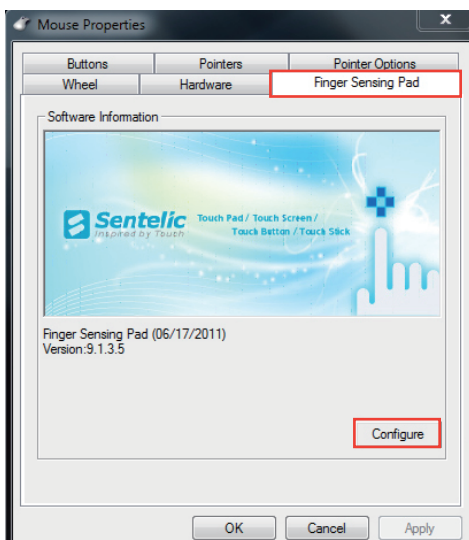 Mouse Properties
x
Buttons
Pointers
Pointer Options
Wheel
Hardware
Finger Sensing Pad
Software Information
Sentelic
Inspired by Touch
Touch Pad / Touch Screen /
Touck Button / Tauck Stick
Finger Sensing Pad (06/17/2011)
Version:9.1.3.5
Configure
OK
Cancel
Apply